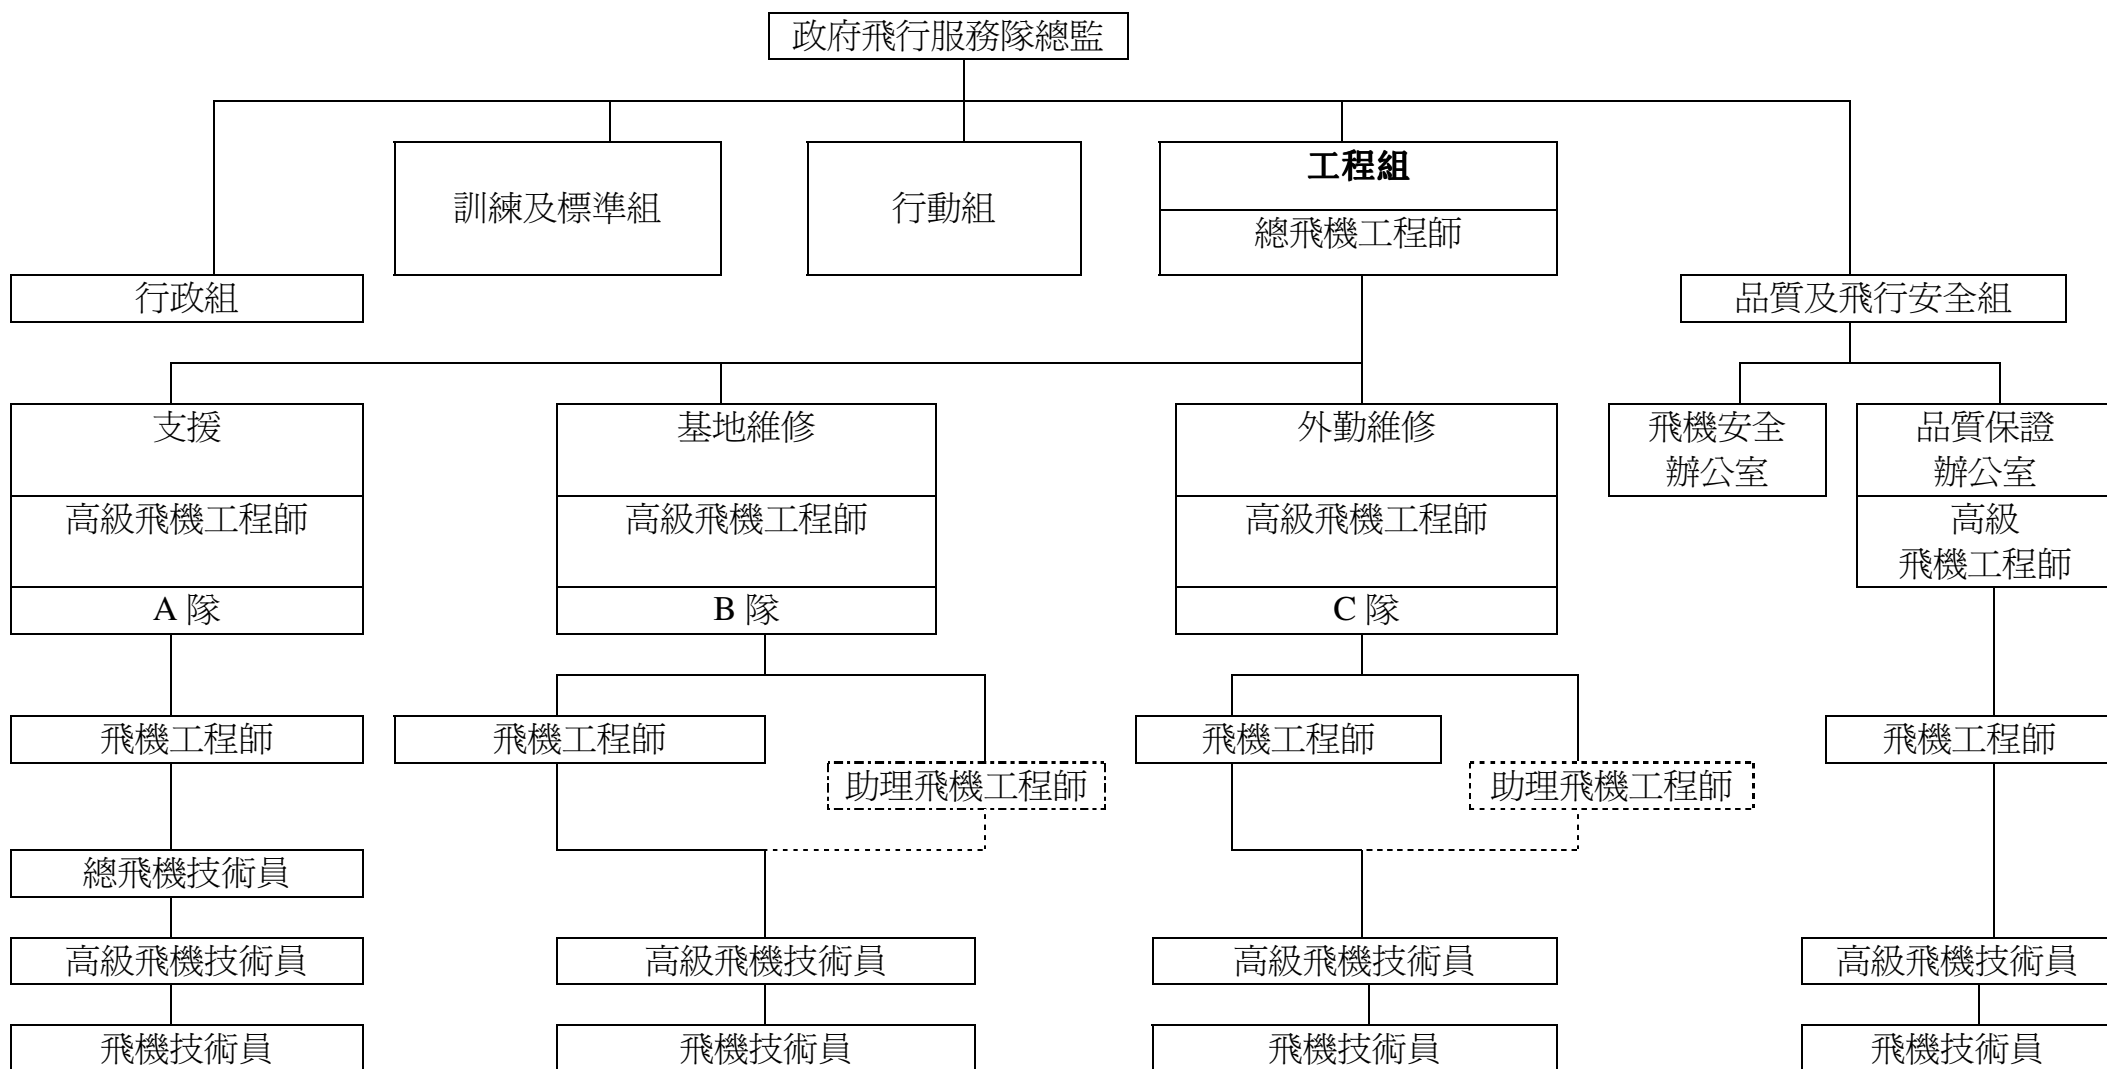 政府飛行服務隊總監
訓練及標準組
行動組
工程組
總飛機工程師
行政組
品質及飛行安全組
支援
高級飛機工程師
A 隊
基地維修
高級飛機工程師
B 隊
外勤維修
高級飛機工程師
C 隊
飛機安全
辦公室
品質保證
辦公室
高級
飛機工程師
飛機工程師
飛機工程師
助理飛機工程師
飛機工程師
助理飛機工程師
飛機工程師
總飛機技術員
高級飛機技術員
高級飛機技術員
高級飛機技術員
高級飛機技術員
飛機技術員
飛機技術員
飛機技術員
飛機技術員